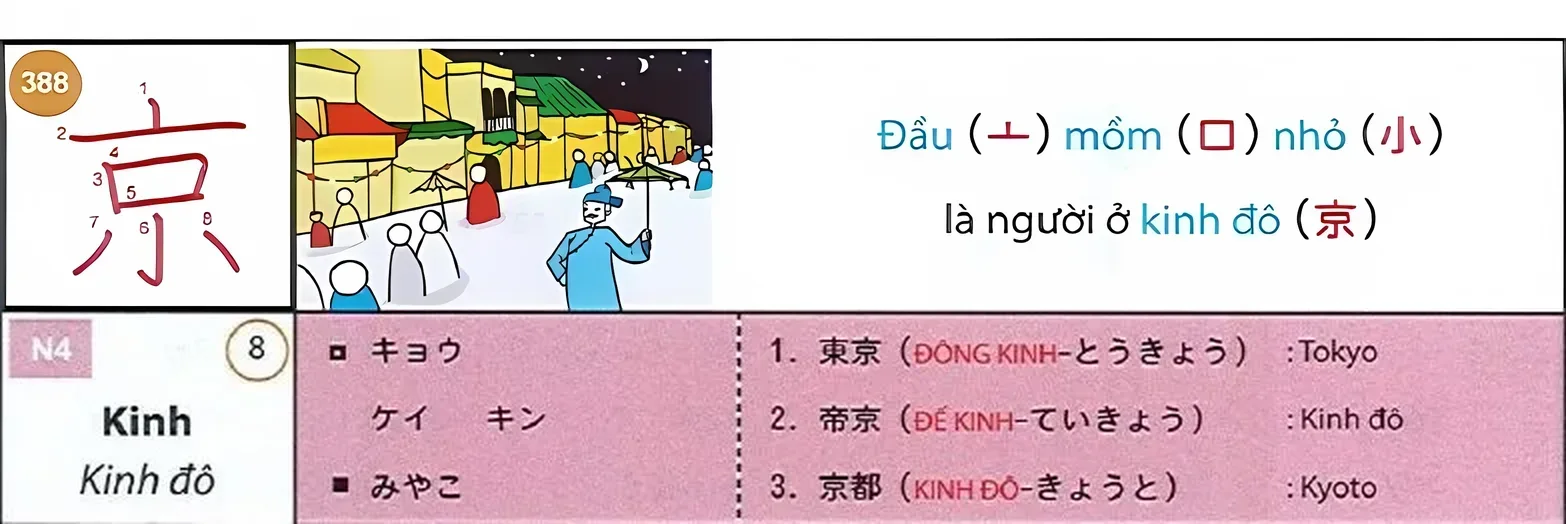 388
1
2
京
4
3
5
7
6
8
Đầu (亠) mồm (口) nhỏ (小)
là người ở kinh đô (京)
N4
8
Kinh
Kinh đô
キョウ
ケイ キン
みやこ
1. 東京 (ĐÔNG KINH-とうきょう) : Tokyo
2. 帝京 (ĐẾ KINH-ていきょう) : Kinh đô
3. 京都 (KINH ĐÔ-きょうと) : Kyoto